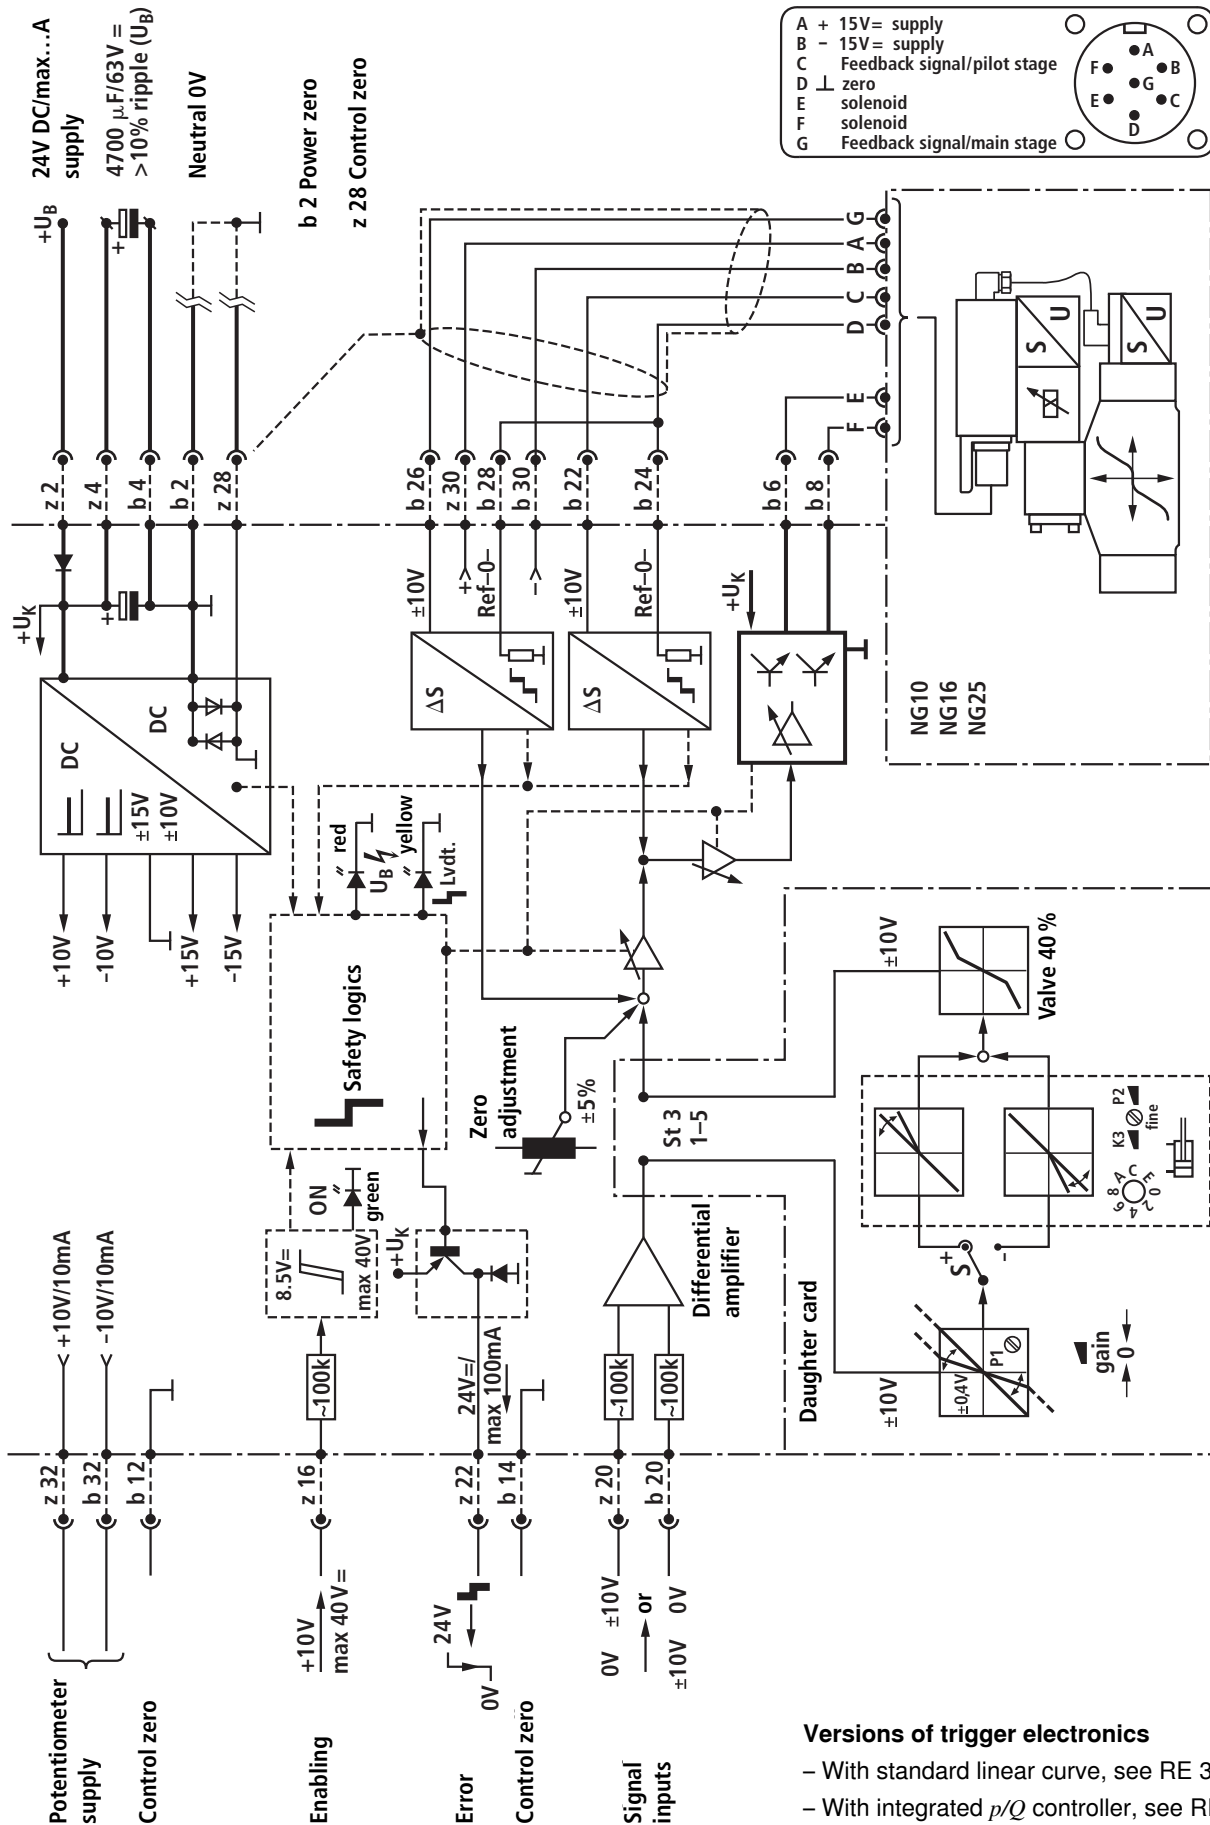 A + 15V= supply
B – 15V= supply
C Feedback signal/pilot stage
D ⊥ zero
E solenoid
F solenoid
G Feedback signal/main stage
A
B
C
D
E
F
G
24V DC/max...A
supply
4700 µF/63V =
>10% ripple (UB)
Neutral 0V
b 2 Power zero
z 28 Control zero
+UB
+
z 2
z 4
b 4
b 2
z 28
b 26
z 30
b 28
b 30
b 22
b 24
b 6
b 8
G
A
B
C
D
E
F
S
U
S
U
NG10
NG16
NG25
+UK
+
DC
DC
±15V
±10V
±10V
+
Ref–0–
–
±10V
Ref–0–
+UK
ΔS
ΔS
+10V
–10V
+15V
–15V
red
UB
yellow
Lvdt.
Safety logics
Zero
adjustment
±5%
ON
green
8.5V=
max 40V
+UK
+10V/10mA
–10V/10mA
~100k
24V=/
max 100mA
~100k
~100k
Differential
amplifier
St 3
1–5
Daughter card
±10V
±0,4V
P1
gain
0
S
+
–
8
A
C
E
0
2
4
6
K3
P2
fine
±10V
Valve 40 %
z 32
b 32
b 12
z 16
z 22
b 14
z 20
b 20
Potentiometer
supply
Control zero
Enabling
+10V
max 40V=
Error
24V
0V
Control zero
Signal
inputs
0V ±10V
or
±10V 0V
Versions of trigger electronics
– With standard linear curve, see RE 3
– With integrated p/Q controller, see